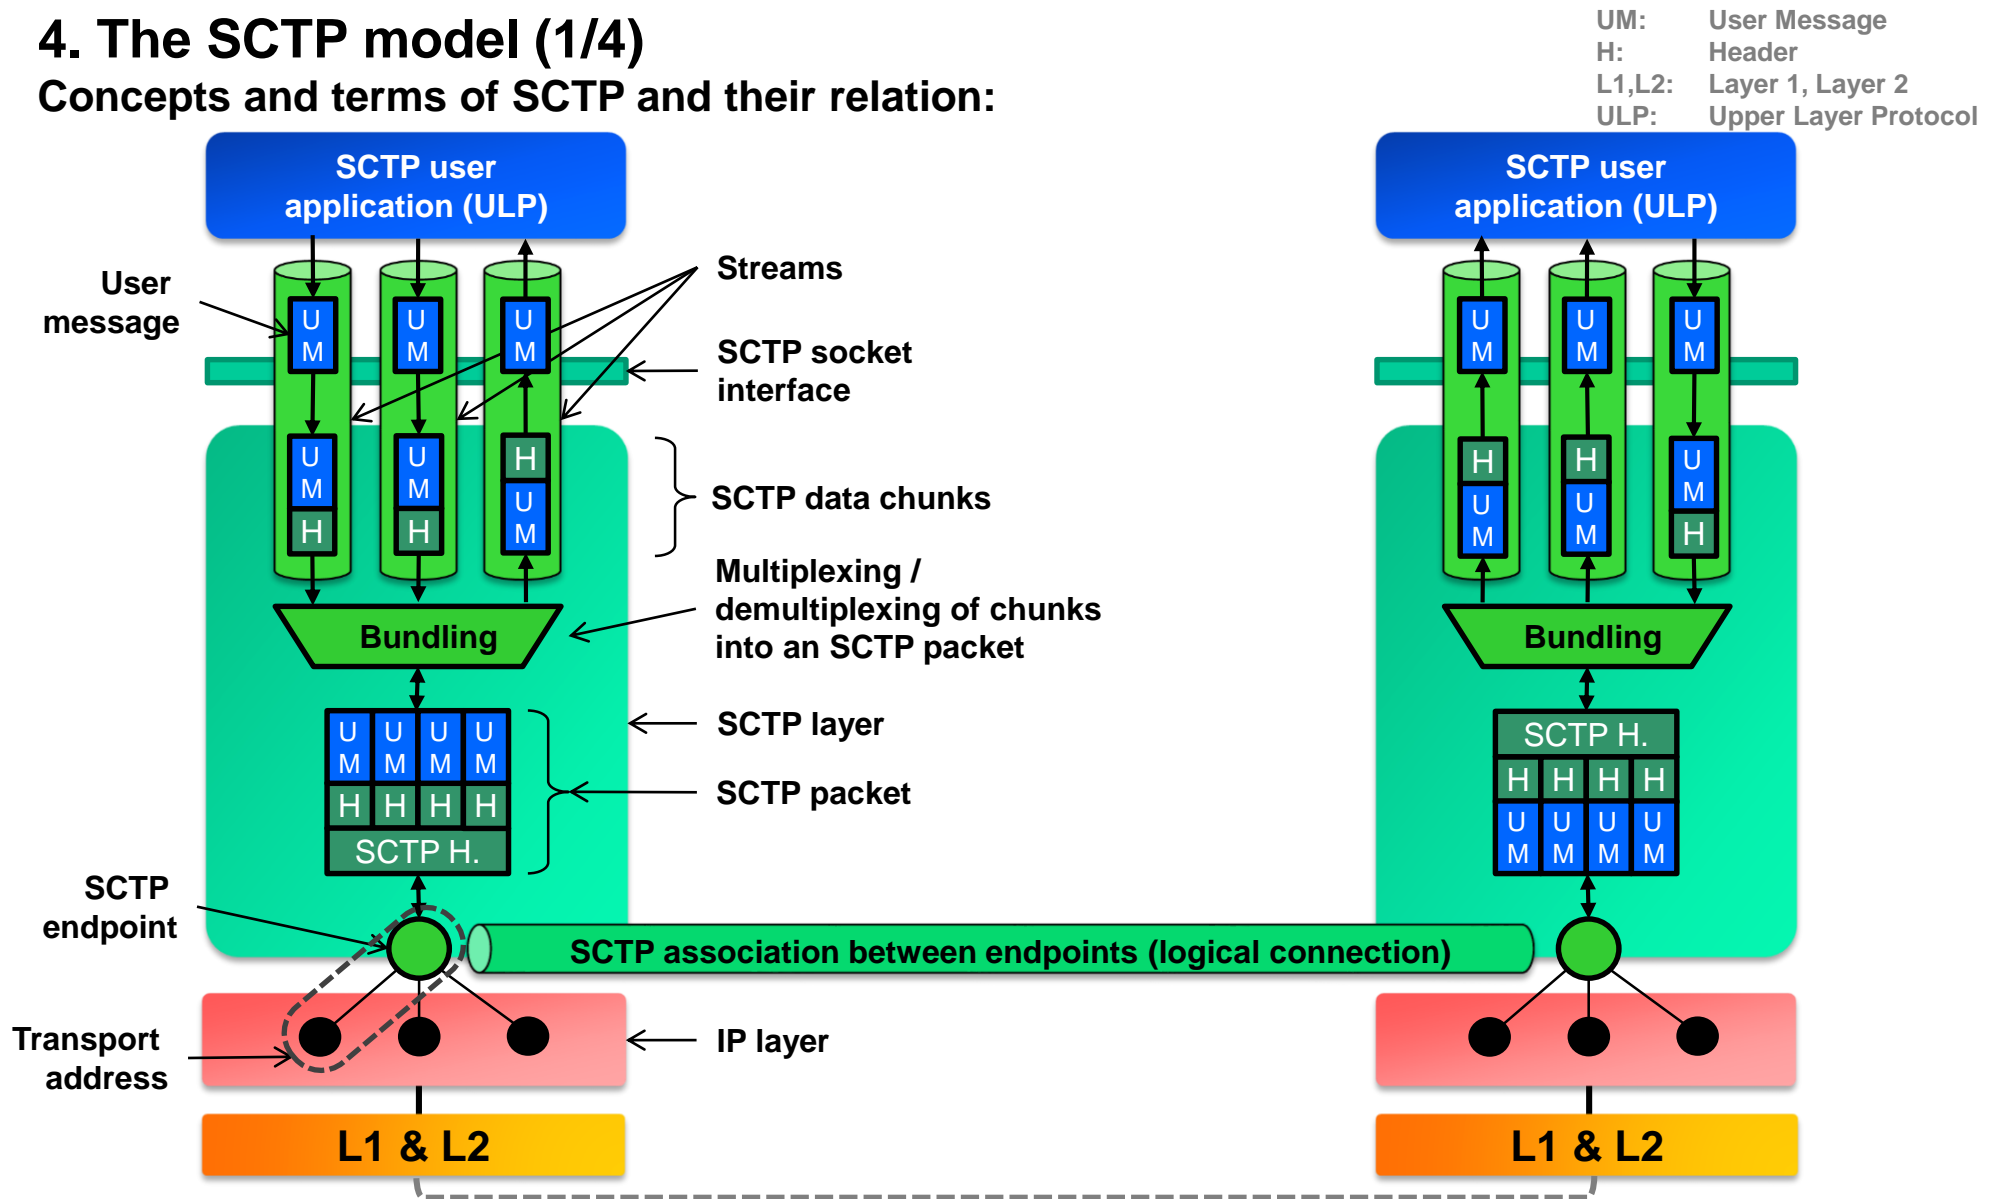 4. The SCTP model (1/4)
Concepts and terms of SCTP and their relation:
UM: User Message
H: Header
L1,L2: Layer 1, Layer 2
ULP: Upper Layer Protocol
SCTP user
application (ULP)
SCTP user
application (ULP)
User
message
U
M
U
M
U
M
Streams
SCTP socket
interface
U
M
U
M
U
M
U
M
H
U
M
H
H
U
M
SCTP data chunks
H
U
M
H
U
M
U
M
H
Multiplexing /
demultiplexing of chunks
into an SCTP packet
Bundling
Bundling
SCTP layer
SCTP packet
U U U U
M M M M
H H H H
SCTP H.
SCTP H.
H H H H
U U U U
M M M M
SCTP
endpoint
SCTP association between endpoints (logical connection)
Transport
address
IP layer
L1 & L2
L1 & L2